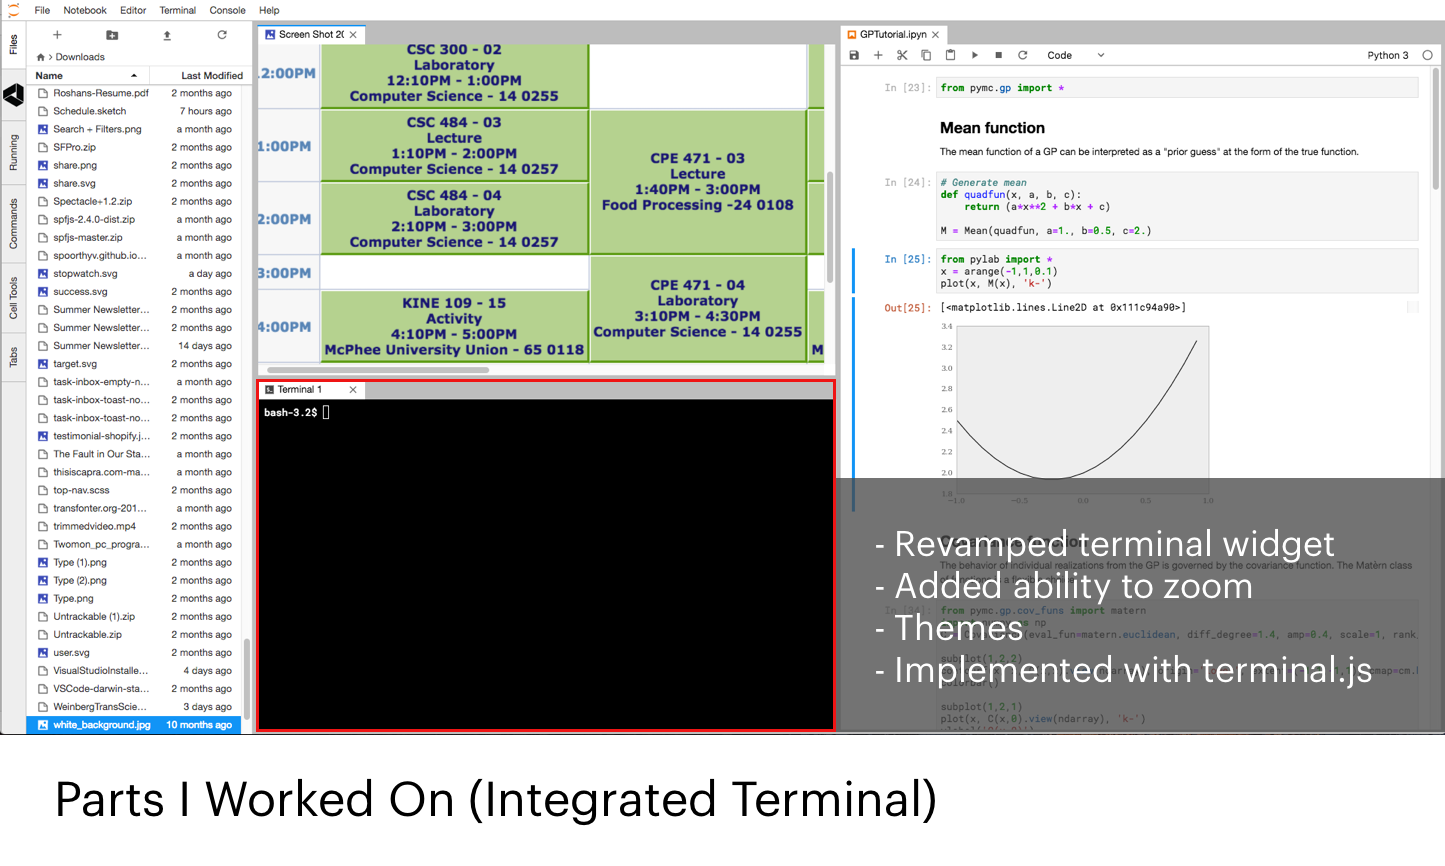 File Notebook Editor Terminal Console Help
Files
Running
Commands
Cell Tools
Tabs
Downloads
Name Last Modified
Roshans-Resume.pdf 2 months ago
Schedule.sketch 7 hours ago
Search + Filters.png a month ago
SFPro.zip 2 months ago
share.png 2 months ago
share.svg 2 months ago
Spectacle+1.2.zip 2 months ago
spfjs-2.4.0-dist.zip a month ago
spfjs-master.zip a month ago
spoorthyv.github.io... a month ago
stopwatch.svg a day ago
success.svg 2 months ago
Summer Newsletter... 2 months ago
Summer Newsletter... 2 months ago
Summer Newsletter... 14 days ago
target.svg 2 months ago
task-inbox-empty-n... a month ago
task-inbox-toast-no... 2 months ago
task-inbox-toast-no... 2 months ago
testimonial-shopify.j... 2 months ago
The Fault in Our Sta... a month ago
thisiscapra.com-ma... a month ago
top-nav.scss 2 months ago
transfonter.org-201... a month ago
trimmedvideo.mp4 2 months ago
Twomon_pc_progra... a month ago
Type (1).png 2 months ago
Type (2).png 2 months ago
Type.png 2 months ago
Untrackable (1).zip 2 months ago
Untrackable.zip 2 months ago
user.svg 2 months ago
VisualStudioInstalle... 4 days ago
VSCode-darwin-sta... 2 months ago
WeinbergTransScie... 3 days ago
white_background.jpg 10 months ago
Screen Shot 20
2:00PM
1:00PM
2:00PM
3:00PM
4:00PM
CSC 300 - 02
Laboratory
12:10PM - 1:00PM
Computer Science - 14 0255
CSC 484 - 03
Lecture
1:10PM - 2:00PM
Computer Science - 14 0257
CSC 484 - 04
Laboratory
2:10PM - 3:00PM
Computer Science - 14 0257
KINE 109 - 15
Activity
4:10PM - 5:00PM
McPhee University Union - 65 0118
CPE 471 - 03
Lecture
1:40PM - 3:00PM
Food Processing -24 0108
CPE 471 - 04
Laboratory
3:10PM - 4:30PM
Computer Science - 14 0255
M
Terminal 1
bash-3.2$
GPTutorial.ipyn
Code Python 3
In [23]: from pymc.gp import *
Mean function
The mean function of a GP can be interpreted as a "prior guess" at the form of the true function.
In [24]: # Generate mean
def quadfun(x, a, b, c):
return (a*x**2 + b*x + c)
M = Mean(quadfun, a=1., b=0.5, c=2.)
In [25]: from pylab import *
x = arange(-1,1,0.1)
plot(x, M(x), 'k-')
Out[25]: [<matplotlib.lines.Line2D at 0x111c94a90>]
3.4
3.2
3.0
2.8
2.6
2.4
2.2
2.0
1.8
-1.0 -0.5 0.0 0.5 1.0
- Revamped terminal widget
The behavior of individual realizations from the GP is governed by the covariance function. The Matèrn class
- Added ability to zoom
from pymc.gp.cov_funs import matern
- Themes
(eval_fun=matern.euclidean, diff_degree=1.4, amp=0.4, scale=1, rank
subplot(1,2,2)
- Implemented with terminal.js
subplot(1,2,1)
plot(x, C(x,0).view(ndarray), 'k-')
Parts I Worked On (Integrated Terminal)